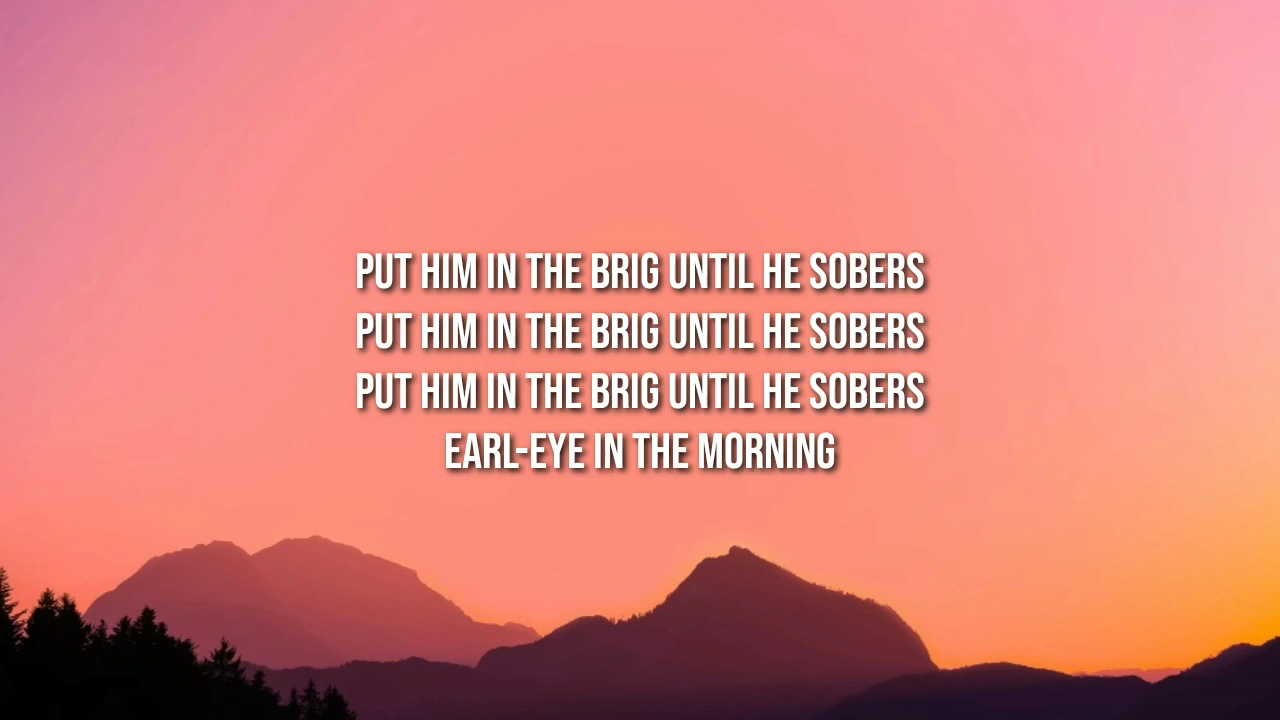 PUT HIM IN THE BRIG UNTIL HE SOBERS
PUT HIM IN THE BRIG UNTIL HE SOBERS
PUT HIM IN THE BRIG UNTIL HE SOBERS
EARL-EYE IN THE MORNING